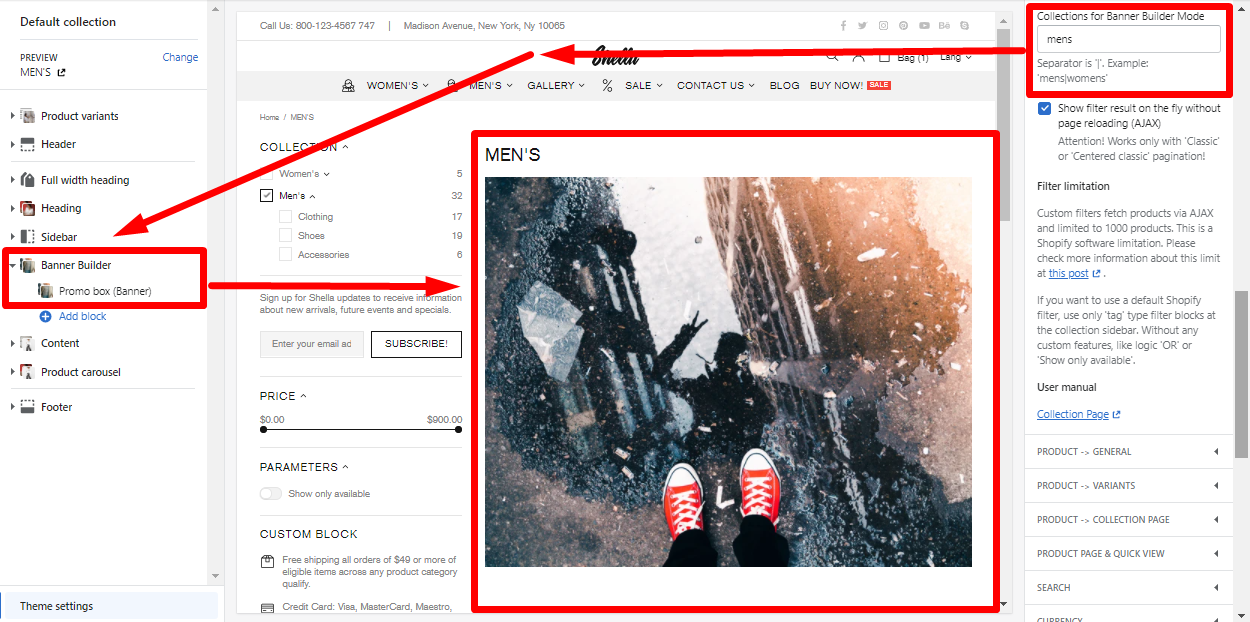 Default collection
PREVIEW
Change
MEN'S
Product variants
Header
Full width heading
Heading
Sidebar
Banner Builder
Promo box (Banner)
Add block
Content
Product carousel
Footer
Theme settings
Call Us: 800-123-4567 747 | Madison Avenue, New York, Ny 10065
Shella
Bag (1) Lang
WOMEN'S MEN'S GALLERY % SALE CONTACT US BLOG BUY NOW! SALE
Home / MEN'S
COLLECTION
Women's 5
Men's 32
Clothing 17
Shoes 19
Accessories 6
Sign up for Shella updates to receive information
about new arrivals, future events and specials.
Enter your email ad SUBSCRIBE!
PRICE
$0.00 $900.00
PARAMETERS
Show only available
CUSTOM BLOCK
Free shipping all orders of $49 or more of
eligible items across any product category
qualify.
Credit Card: Visa, MasterCard, Maestro,
MEN'S
Collections for Banner Builder Mode
mens
Separator is '|'. Example:
'mens|womens'
Show filter result on the fly without
page reloading (AJAX)
Attention! Works only with 'Classic'
or 'Centered classic' pagination!
Filter limitation
Custom filters fetch products via AJAX
and limited to 1000 products. This is a
Shopify software limitation. Please
check more information about this limit
at this post .
If you want to use a default Shopify
filter, use only 'tag' type filter blocks at
the collection sidebar. Without any
custom features, like logic 'OR' or
'Show only available'.
User manual
Collection Page
PRODUCT -> GENERAL
PRODUCT -> VARIANTS
PRODUCT -> COLLECTION PAGE
PRODUCT PAGE & QUICK VIEW
SEARCH
CURRENCY